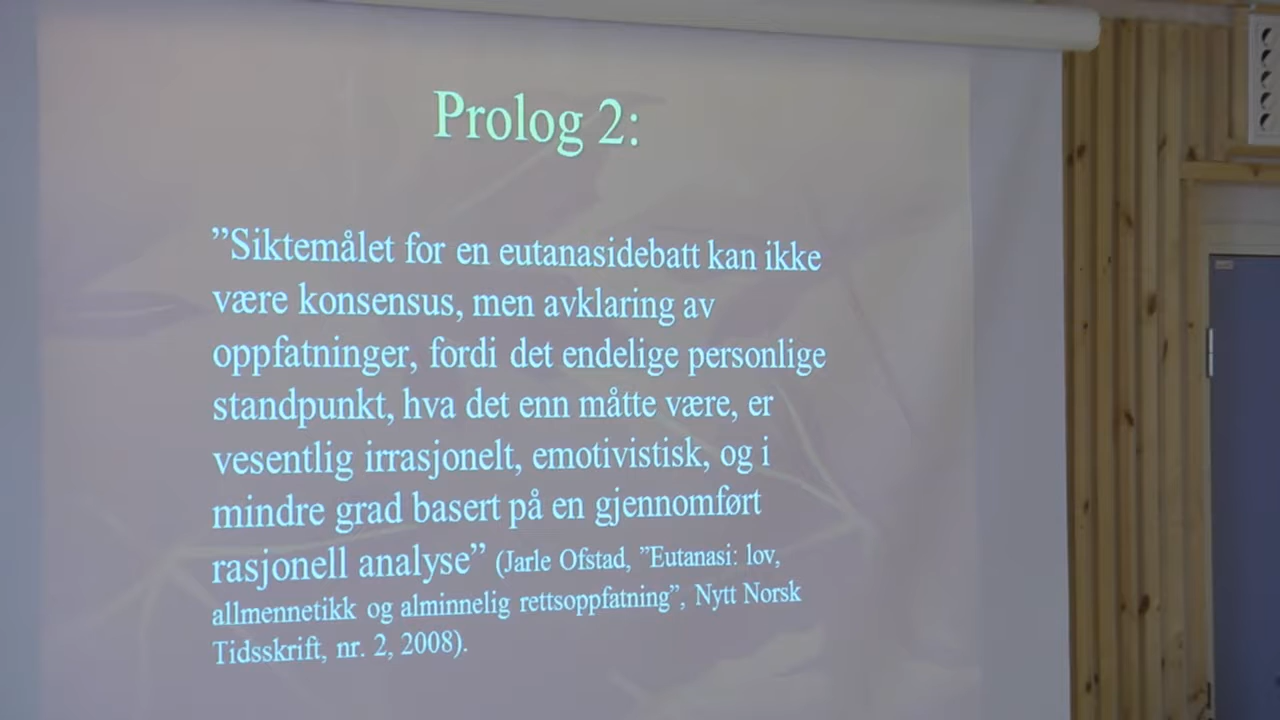 Prolog 2:
”Siktemålet for en eutanasidebatt kan ikke
være konsensus, men avklaring av
oppfatninger, fordi det endelige personlige
standpunkt, hva det enn måtte være, er
vesentlig irrasjonelt, emotivistisk, og i
mindre grad basert på en gjennomført
rasjonell analyse” (Jarle Ofstad, ”Eutanasi: lov,
allmennetikk og alminnelig rettsoppfatning”, Nytt Norsk
Tidsskrift, nr. 2, 2008).